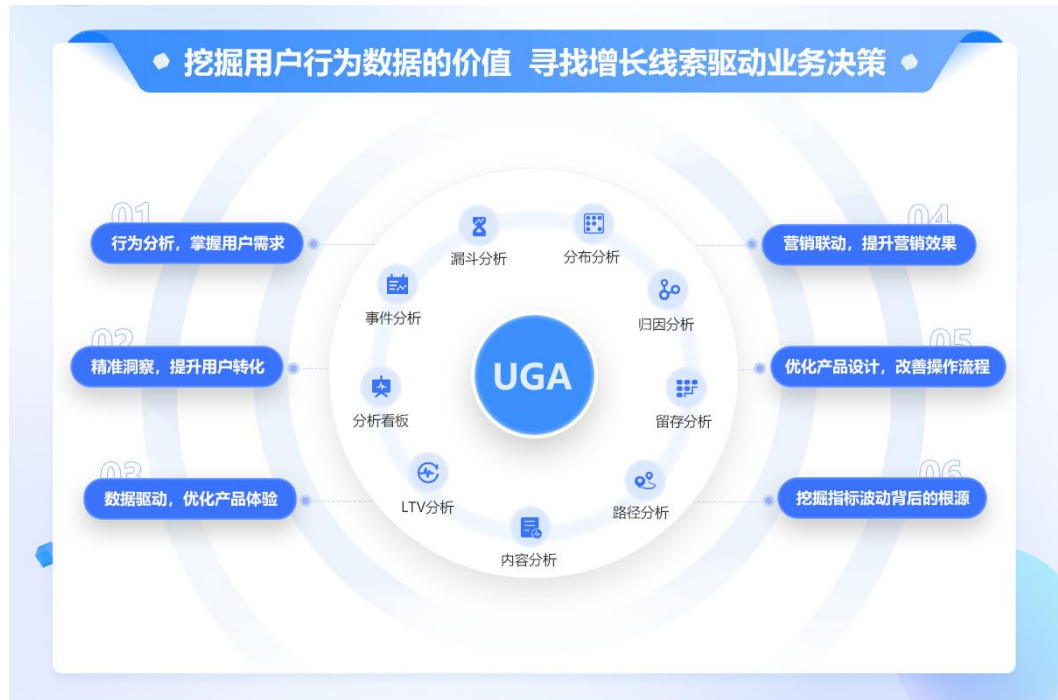 挖掘用户行为数据的价值 寻找增长线索驱动业务决策
01
行为分析，掌握用户需求
02
精准洞察，提升用户转化
03
数据驱动，优化产品体验
漏斗分析
分布分析
事件分析
归因分析
UGA
分析看板
留存分析
LTV分析
路径分析
内容分析
04
营销联动，提升营销效果
05
优化产品设计，改善操作流程
06
挖掘指标波动背后的根源